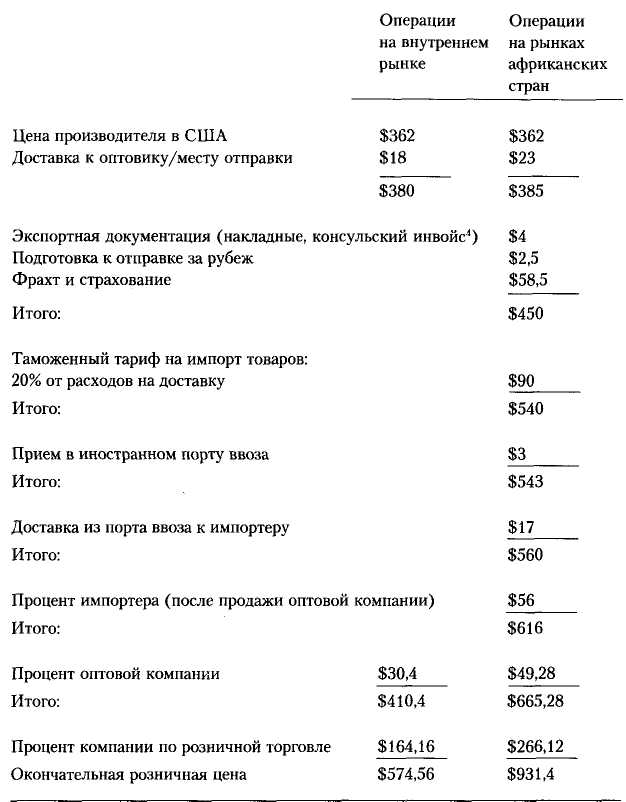 Операции Операции
на внутреннем на рынках
рынке африканских
стран
Цена производителя в США $362 $362
Доставка к оптовику/месту отправки $18 $23
$380 $385
Экспортная документация (накладные, консульский инвойс⁴) $4
Подготовка к отправке за рубеж $2,5
Фрахт и страхование $58,5
Итого: $450
Таможенный тариф на импорт товаров:
20% от расходов на доставку $90
Итого: $540
Прием в иностранном порту ввоза $3
Итого: $543
Доставка из порта ввоза к импортеру $17
Итого: $560
Процент импортера (после продажи оптовой компании) $56
Итого: $616
Процент оптовой компании $30,4 $49,28
Итого: $410,4 $665,28
Процент компании по розничной торговле $164,16 $266,12
Окончательная розничная цена $574,56 $931,4